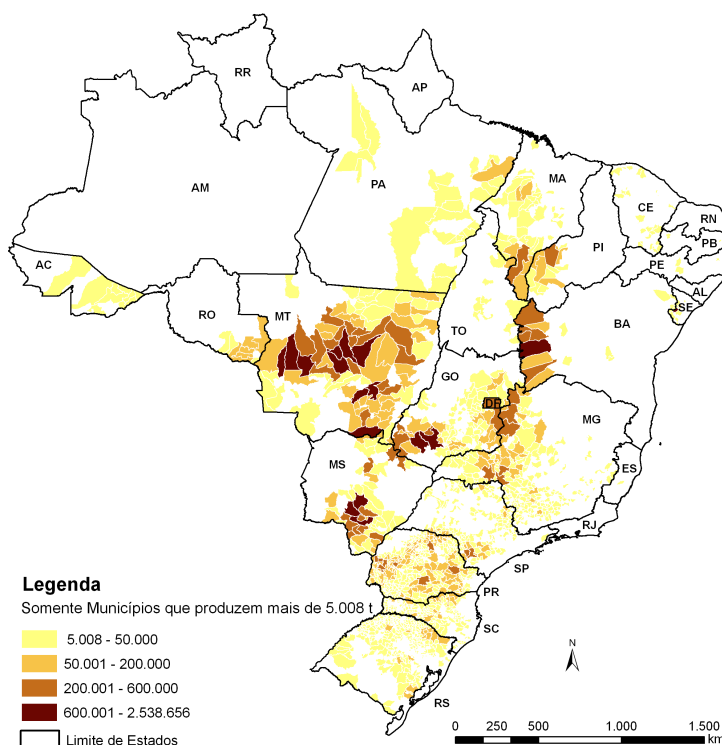 RR
AP
AM
PA
MA
CE
RN
PB
PI
PE
AL
SE
AC
RO
MT
TO
BA
GO
DF
MG
MS
ES
RJ
SP
PR
SC
RS
Legenda
Somente Municípios que produzem mais de 5.008 t
5.008 - 50.000
50.001 - 200.000
200.001 - 600.000
600.001 - 2.538.656
Limite de Estados
N
0 250 500 1.000 1.500
km